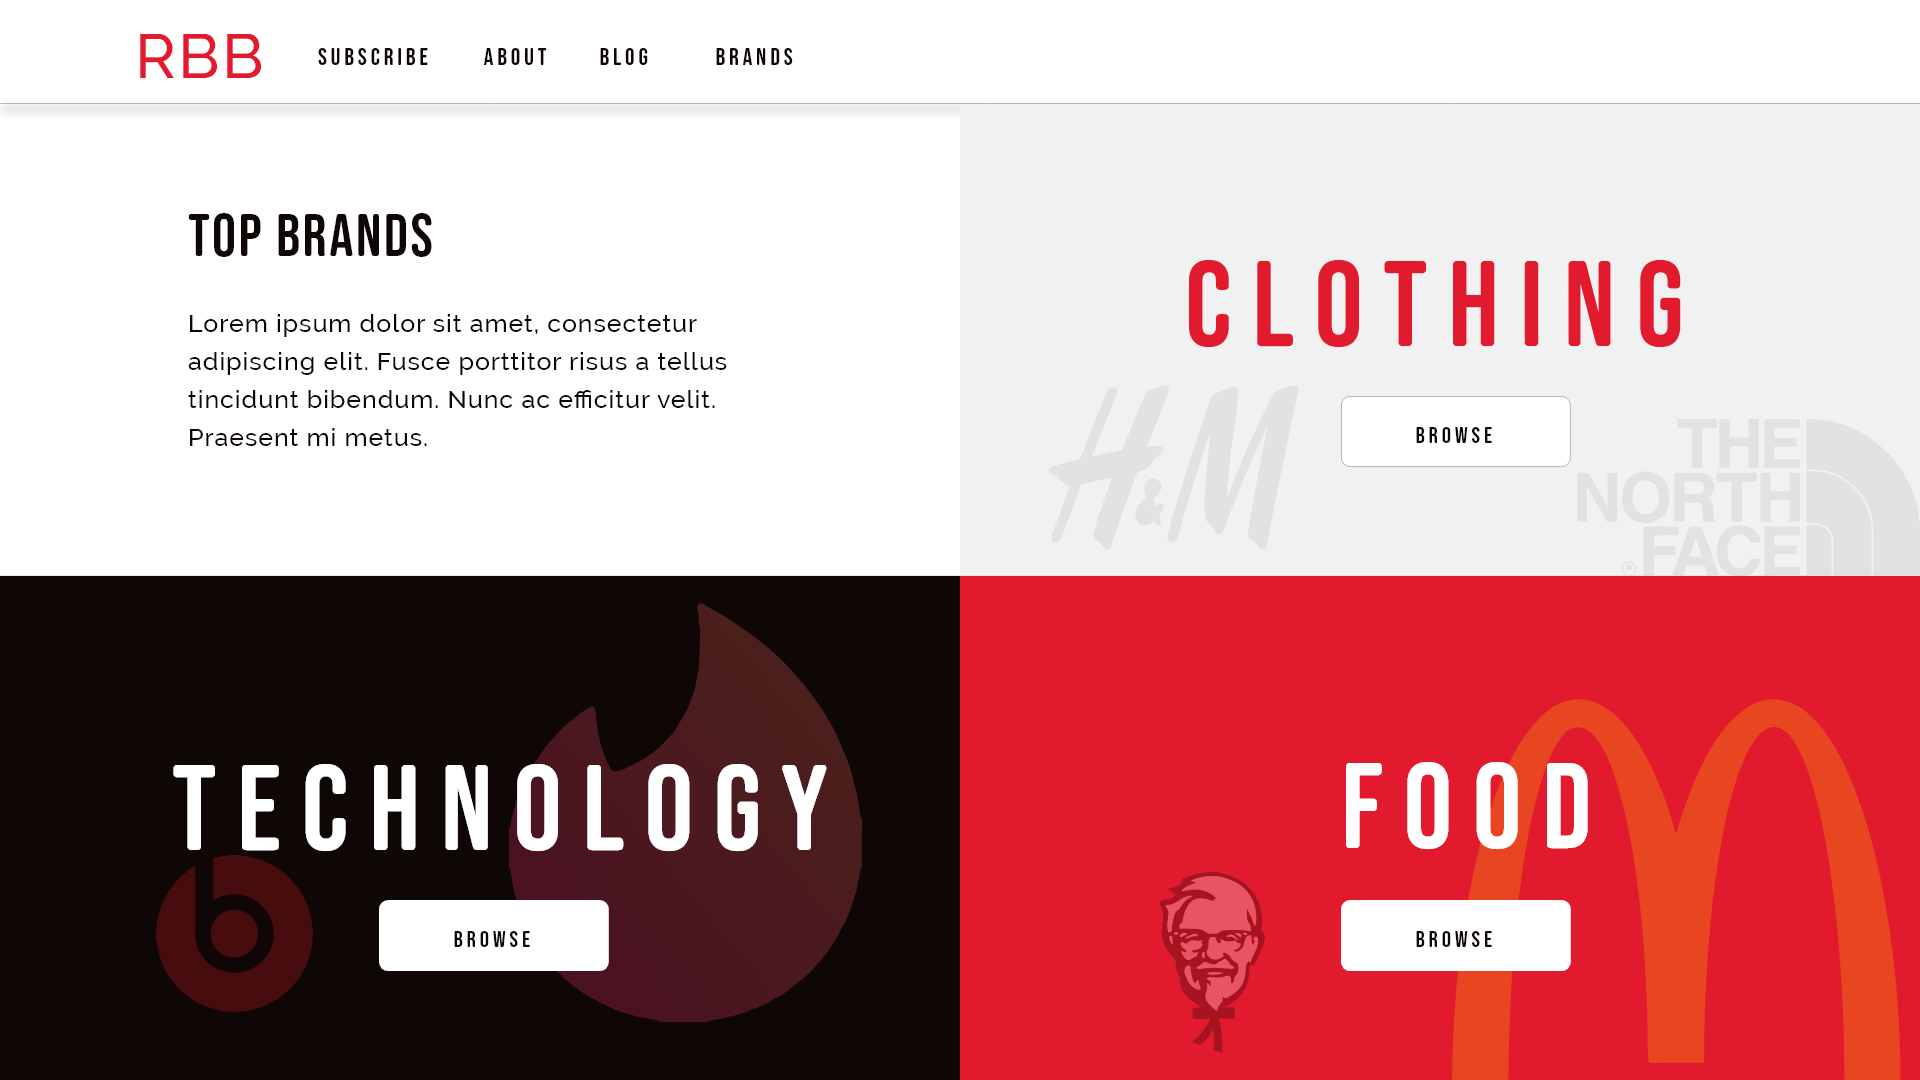 RBB SUBSCRIBE ABOUT BLOG BRANDS
TOP BRANDS
Lorem ipsum dolor sit amet, consectetur
adipiscing elit. Fusce porttitor risus a tellus
tincidunt bibendum. Nunc ac efficitur velit.
Praesent mi metus.
CLOTHING
H&M
BROWSE
THE
NORTH
FACE
®
TECHNOLOGY
b
BROWSE
FOOD
BROWSE